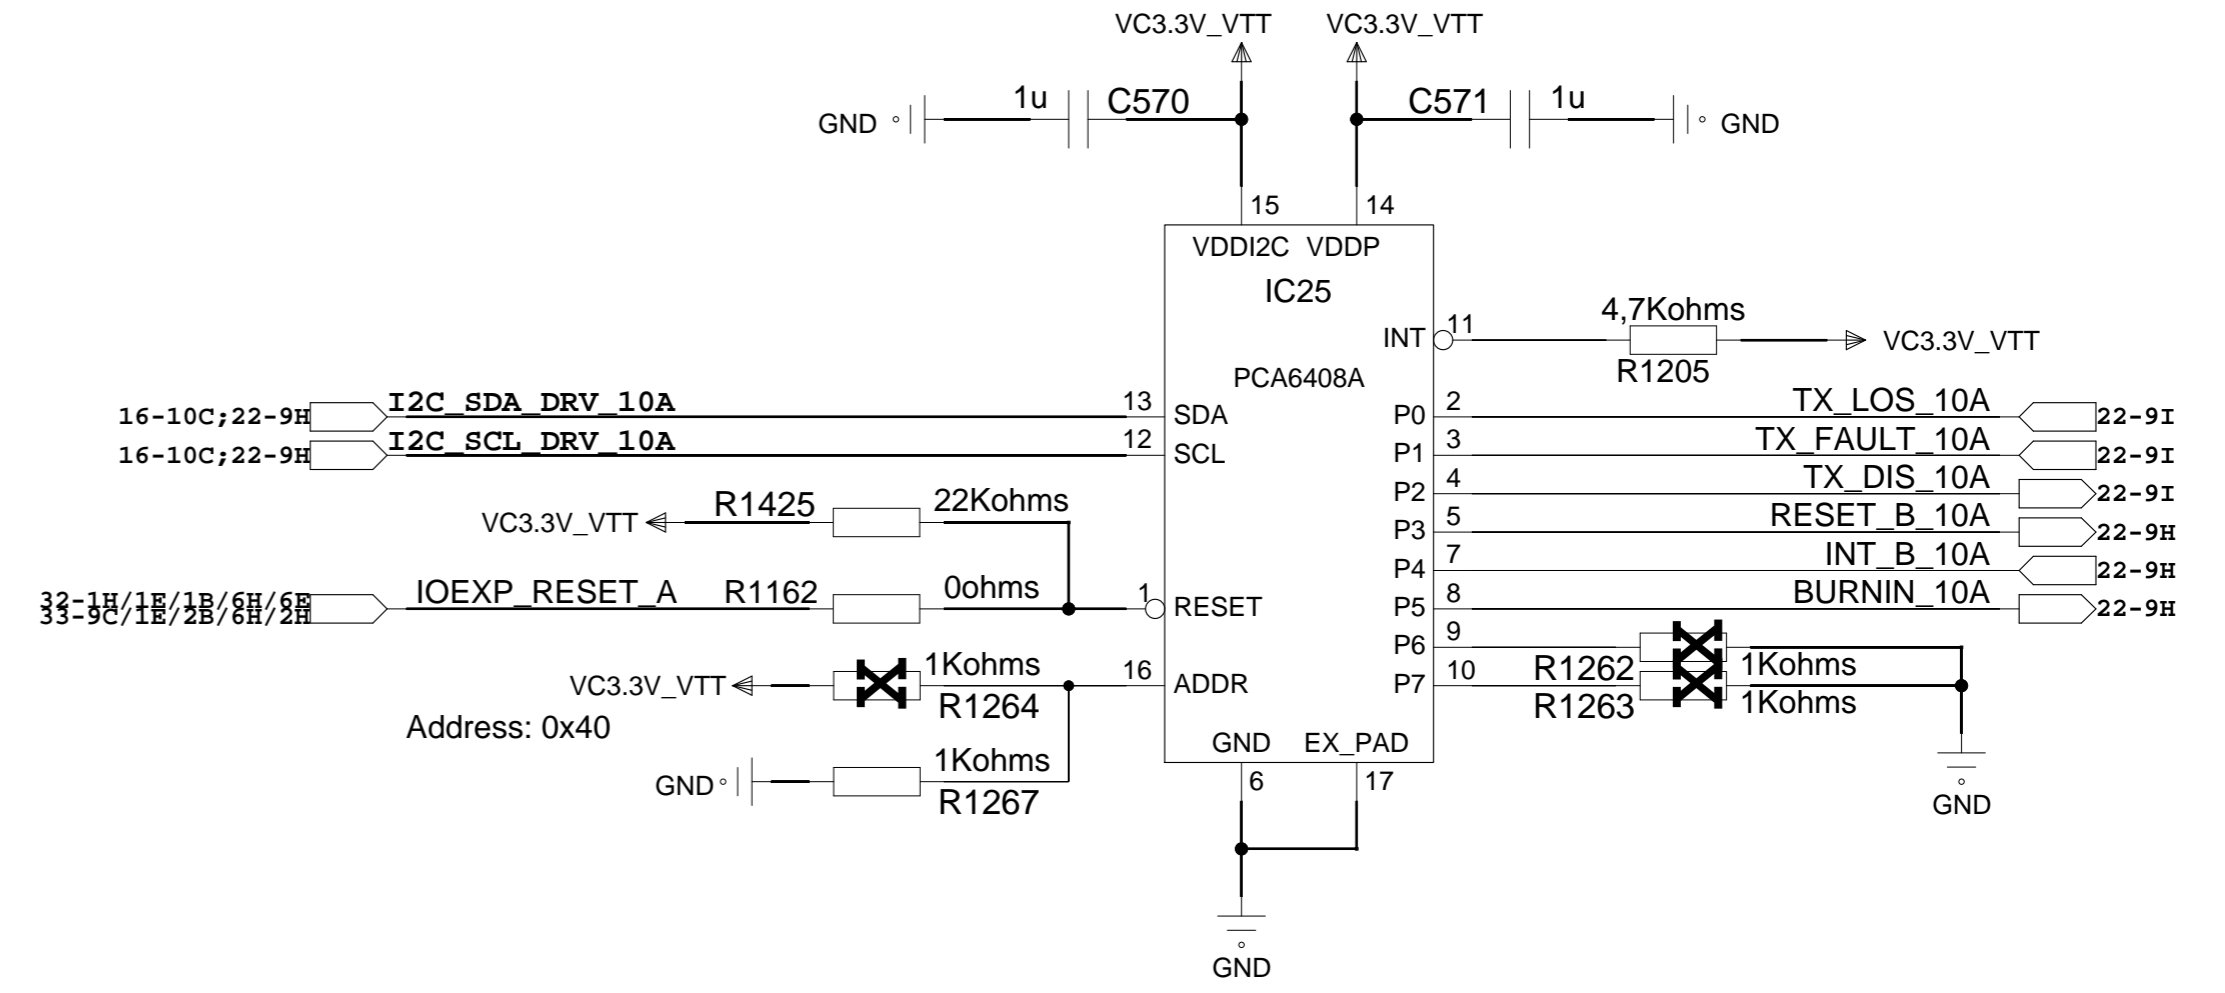 VC3.3V_VTT VC3.3V_VTT
GND 1u C570 C571 1u GND
15 14
VDDI2C VDDP
IC25
4,7Kohms
INT 11 VC3.3V_VTT
R1205
PCA6408A
16-10C;22-9H I2C_SDA_DRV_10A 13 SDA P0 2 TX_LOS_10A 22-9I
16-10C;22-9H I2C_SCL_DRV_10A 12 SCL P1 3 TX_FAULT_10A 22-9I
P2 4 TX_DIS_10A 22-9I
VC3.3V_VTT R1425 22Kohms P3 5 RESET_B_10A 22-9H
P4 7 INT_B_10A 22-9H
32-1H/1E/1B/6H/6E
33-9C/1E/2B/6H/2H
IOEXP_RESET_A R1162 0ohms 1 RESET P5 8 BURNIN_10A 22-9H
P6 9 R1262 1Kohms
VC3.3V_VTT 1Kohms 16 ADDR P7 10 R1263 1Kohms
R1264
Address: 0x40
GND EX_PAD
GND 1Kohms 6 17
R1267
GND
GND